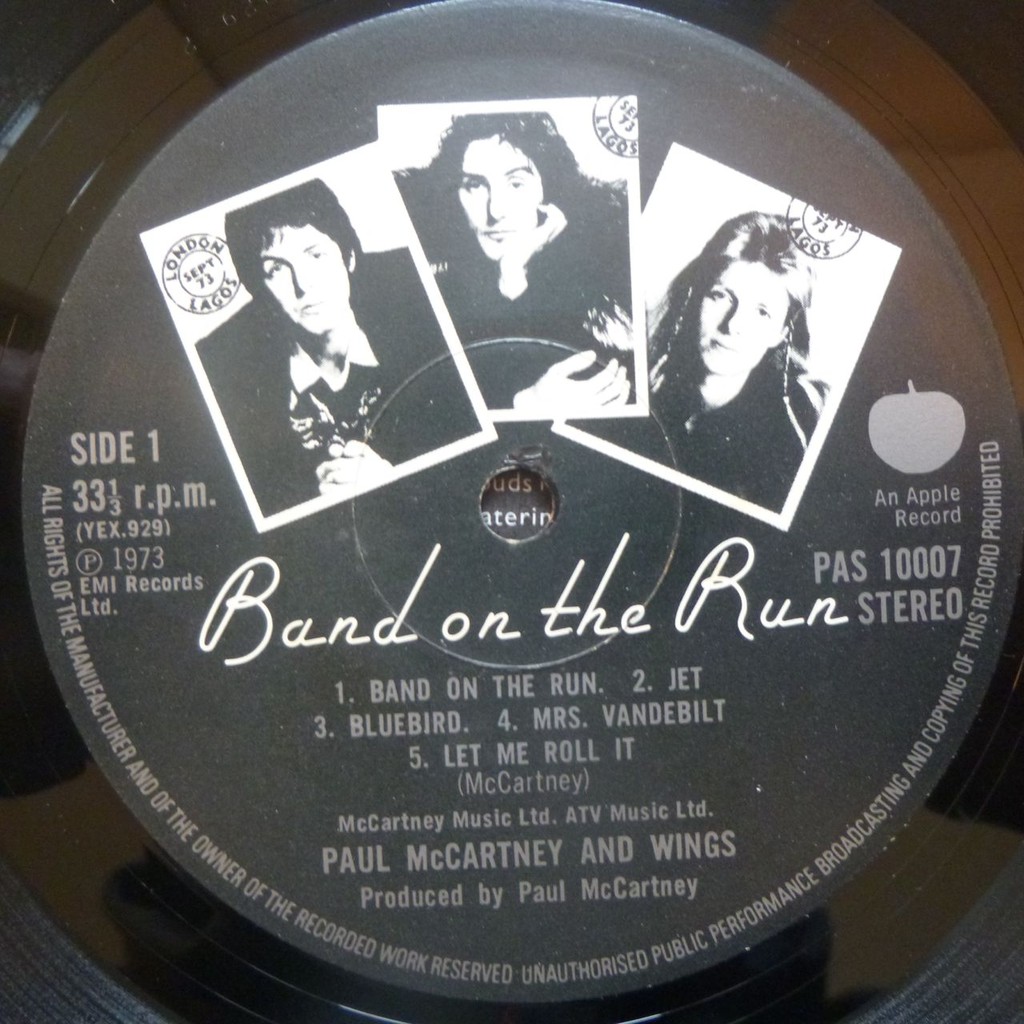 LONDON
SEPT
73
LAGOS
SE
73
LAGOS
73
LAGOS
SIDE 1
33⅓ r.p.m.
(YEX.929)
℗ 1973
EMI Records
Ltd.
An Apple
Record
PAS 10007
STEREO
Band on the Run
1. BAND ON THE RUN. 2. JET
3. BLUEBIRD. 4. MRS. VANDEBILT
5. LET ME ROLL IT
(McCartney)
McCartney Music Ltd. ATV Music Ltd.
PAUL McCARTNEY AND WINGS
Produced by Paul McCartney
ALL RIGHTS OF THE MANUFACTURER AND OF THE OWNER OF THE RECORDED WORK RESERVED UNAUTHORISED PUBLIC PERFORMANCE BROADCASTING AND COPYING OF THIS RECORD PROHIBITED